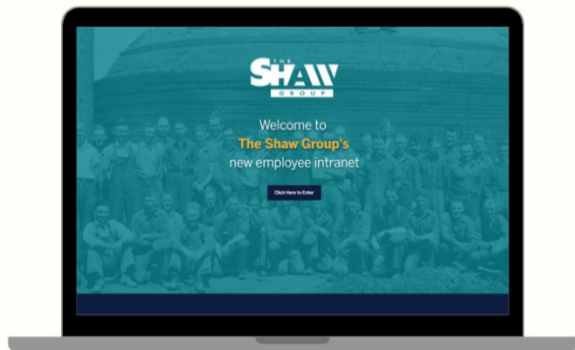 THE
SHAW
GROUP
Welcome to
The Shaw Group's
new employee intranet
Click Here to Enter